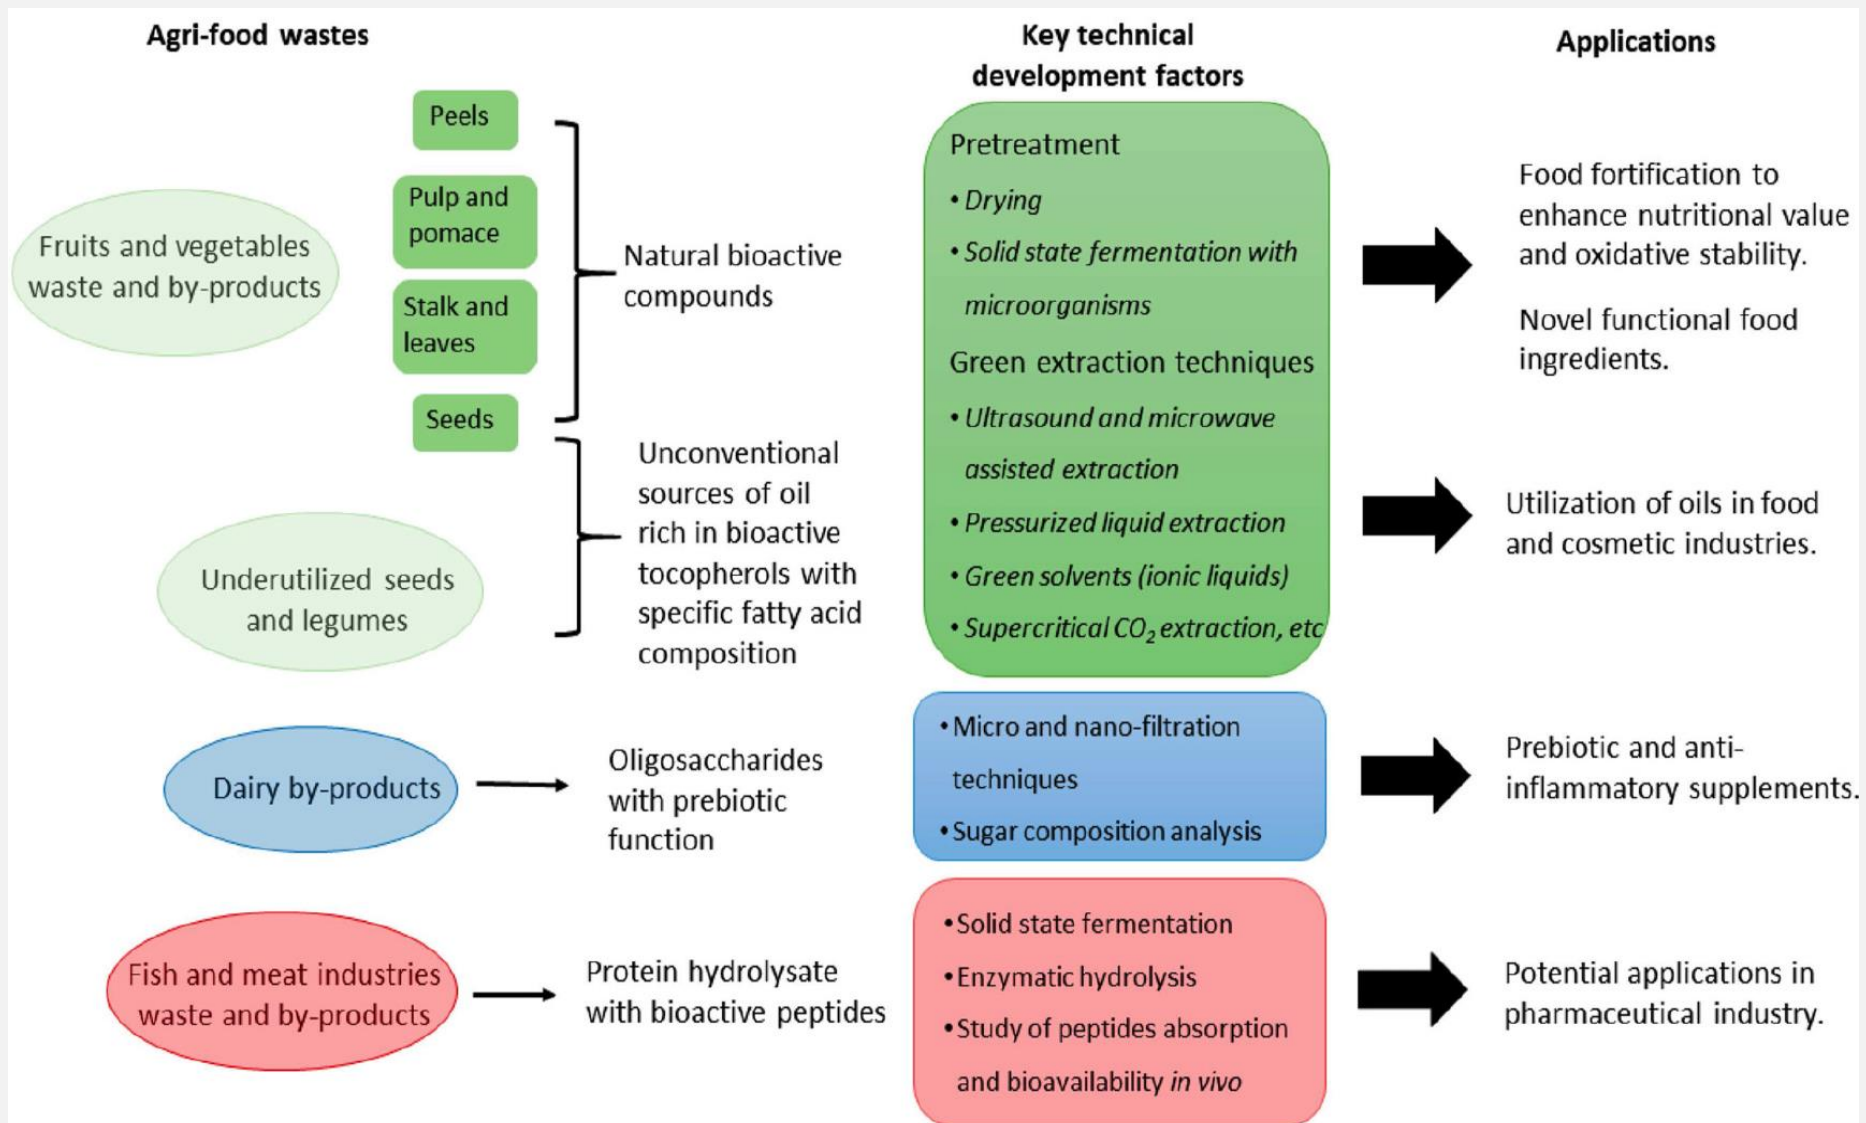 Agri-food wastes
Key technical
development factors
Applications
Peels
Pulp and
pomace
Stalk and
leaves
Seeds
Fruits and vegetables
waste and by-products
Natural bioactive
compounds
Underutilized seeds
and legumes
Unconventional
sources of oil
rich in bioactive
tocopherols with
specific fatty acid
composition
Pretreatment
• Drying
• Solid state fermentation with
microorganisms
Green extraction techniques
• Ultrasound and microwave
assisted extraction
• Pressurized liquid extraction
• Green solvents (ionic liquids)
• Supercritical CO₂ extraction, etc
Food fortification to
enhance nutritional value
and oxidative stability.
Novel functional food
ingredients.
Utilization of oils in food
and cosmetic industries.
Dairy by-products
Oligosaccharides
with prebiotic
function
• Micro and nano-filtration
techniques
• Sugar composition analysis
Prebiotic and anti-
inflammatory supplements.
Fish and meat industries
waste and by-products
Protein hydrolysate
with bioactive peptides
• Solid state fermentation
• Enzymatic hydrolysis
• Study of peptides absorption
and bioavailability in vivo
Potential applications in
pharmaceutical industry.